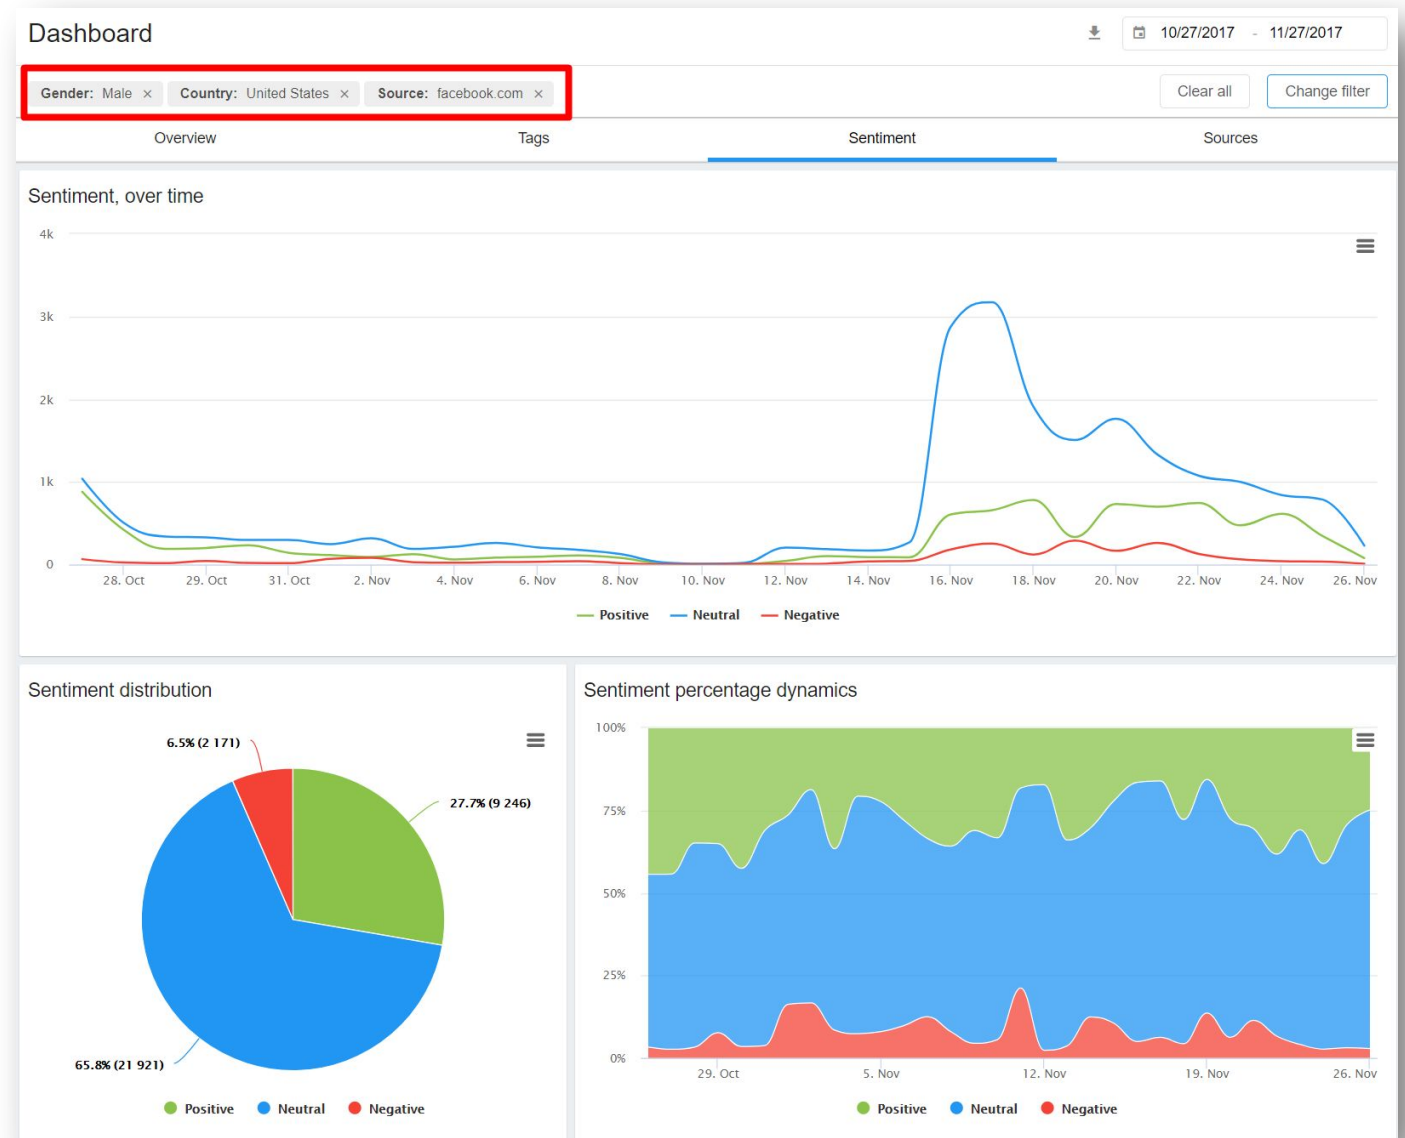 Dashboard
10/27/2017 - 11/27/2017
Gender: Male × Country: United States × Source: facebook.com ×
Clear all Change filter
Overview Tags Sentiment Sources
Sentiment, over time
4k
3k
2k
1k
0
28. Oct 29. Oct 31. Oct 2. Nov 4. Nov 6. Nov 8. Nov 10. Nov 12. Nov 14. Nov 16. Nov 18. Nov 20. Nov 22. Nov 24. Nov 26. Nov
Positive Neutral Negative
Sentiment distribution
6.5% (2 171)
27.7% (9 246)
65.8% (21 921)
Positive Neutral Negative
Sentiment percentage dynamics
100%
75%
50%
25%
0%
29. Oct 5. Nov 12. Nov 19. Nov 26. Nov
Positive Neutral Negative